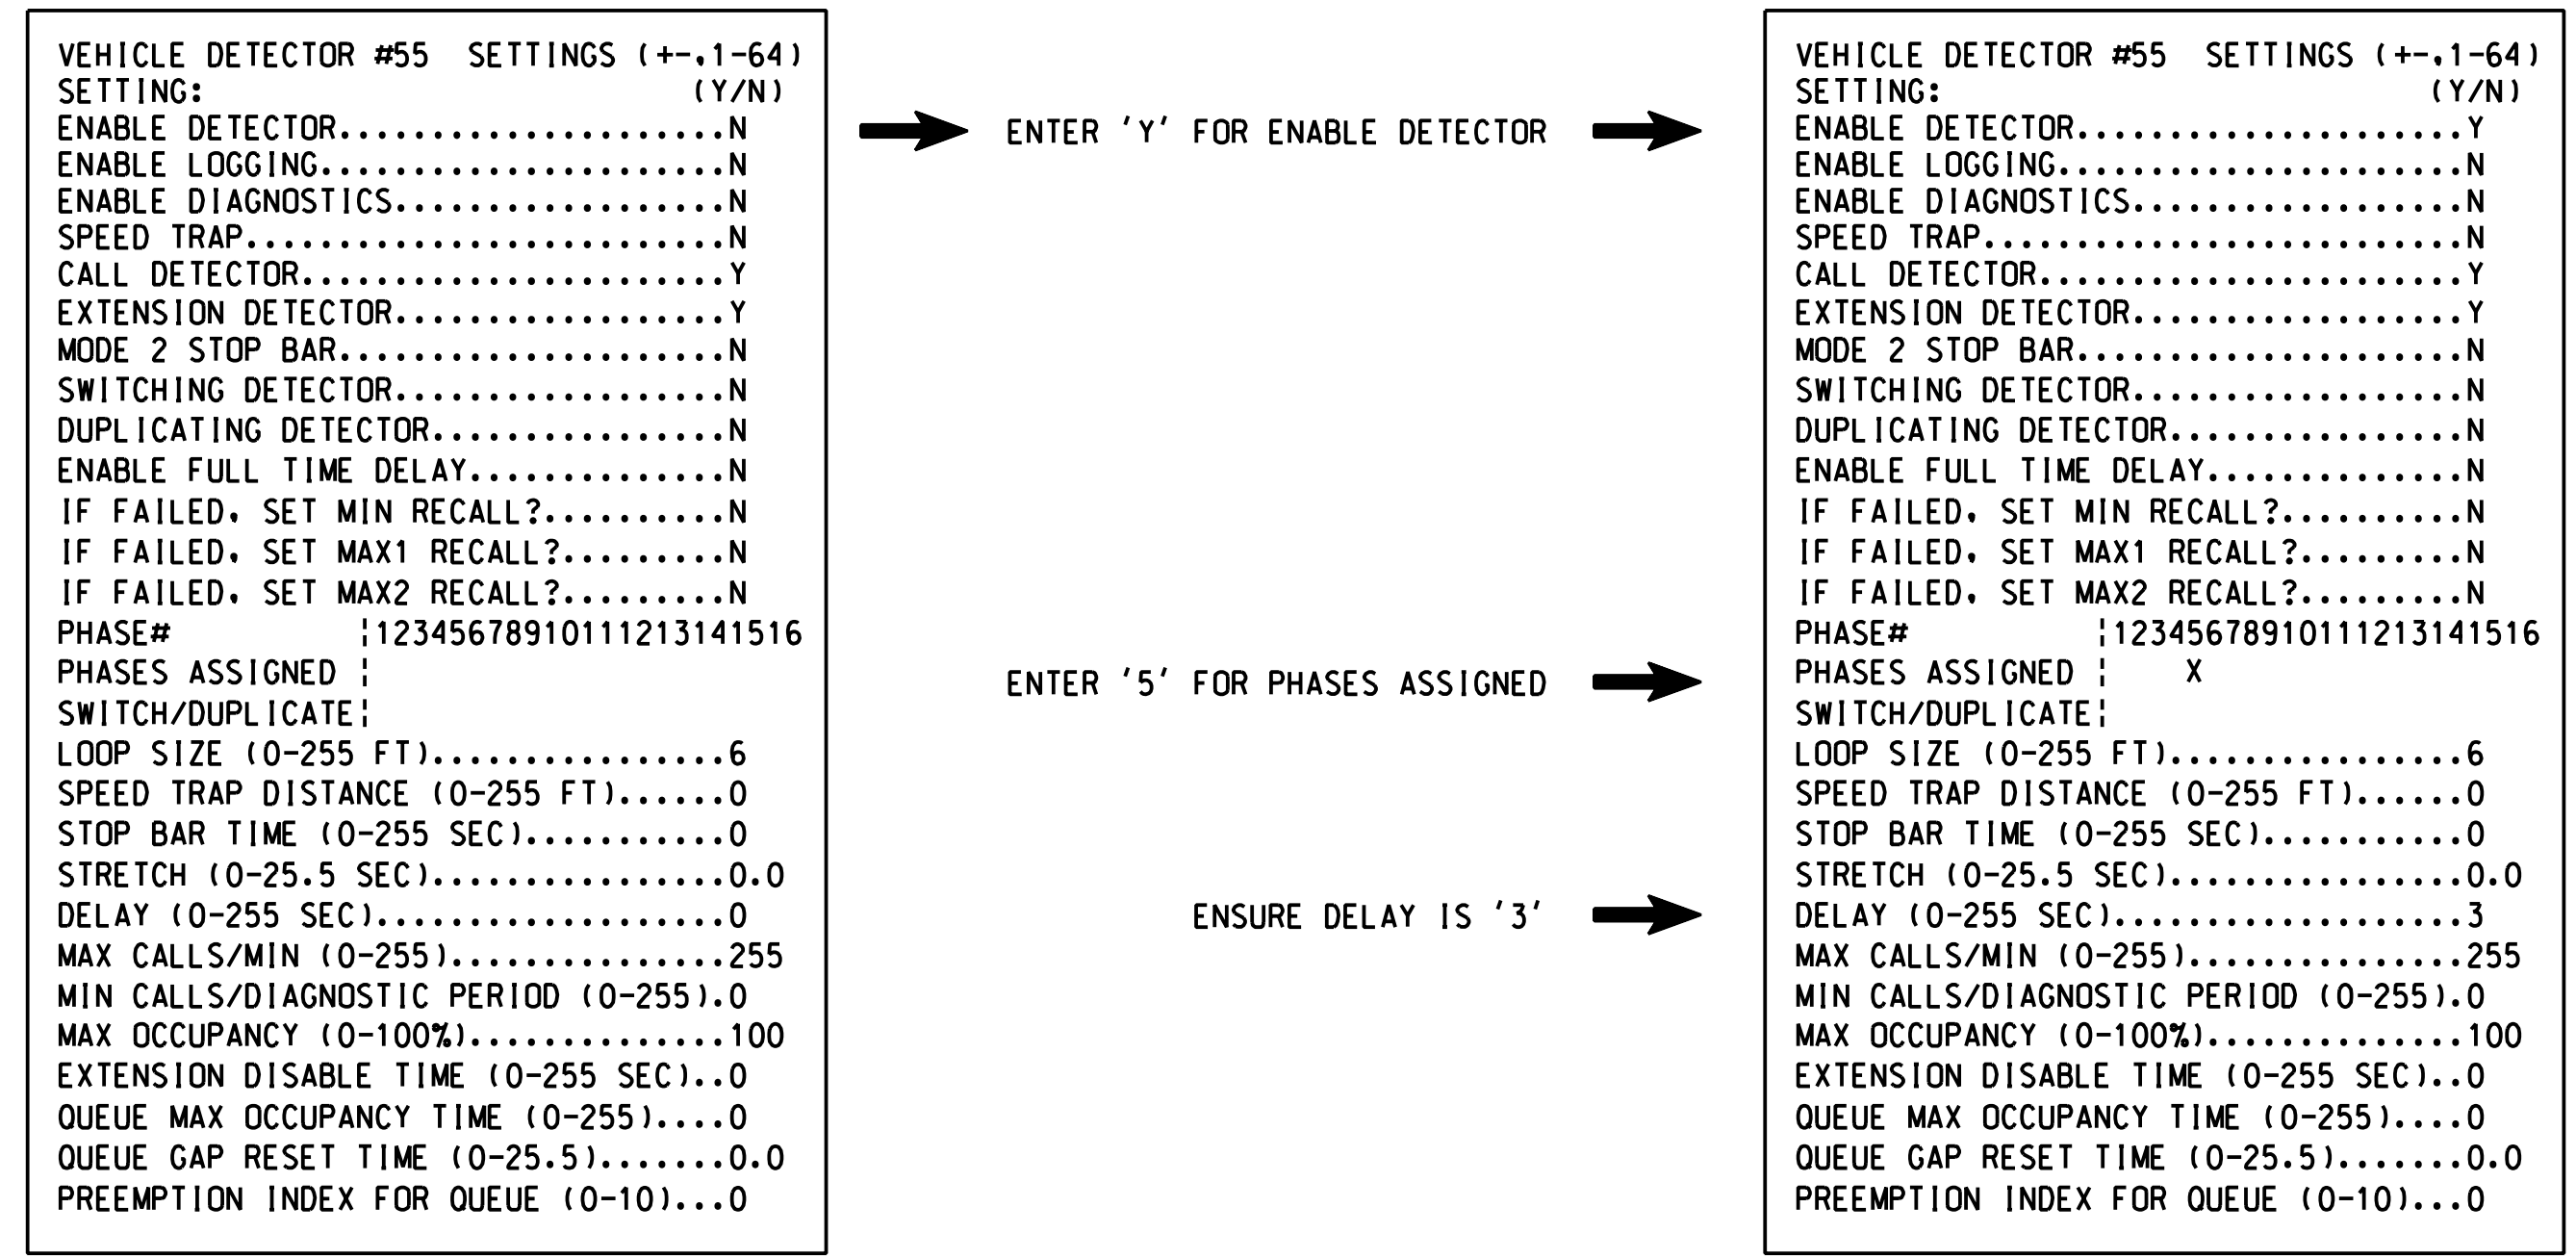 VEHICLE DETECTOR #55  SETTINGS (+-,1-64)
SETTING:                          (Y/N)
ENABLE DETECTOR.....................N
ENABLE LOGGING......................N
ENABLE DIAGNOSTICS..................N
SPEED TRAP..........................N
CALL DETECTOR.......................Y
EXTENSION DETECTOR..................Y
MODE 2 STOP BAR.....................N
SWITCHING DETECTOR..................N
DUPLICATING DETECTOR................N
ENABLE FULL TIME DELAY..............N
IF FAILED, SET MIN RECALL?..........N
IF FAILED, SET MAX1 RECALL?.........N
IF FAILED, SET MAX2 RECALL?.........N
PHASE#          |12345678910111213141516
PHASES ASSIGNED |
SWITCH/DUPLICATE|
LOOP SIZE (0-255 FT)................6
SPEED TRAP DISTANCE (0-255 FT)......0
STOP BAR TIME (0-255 SEC)...........0
STRETCH (0-25.5 SEC)................0.0
DELAY (0-255 SEC)...................0
MAX CALLS/MIN (0-255)...............255
MIN CALLS/DIAGNOSTIC PERIOD (0-255).0
MAX OCCUPANCY (0-100%)..............100
EXTENSION DISABLE TIME (0-255 SEC)..0
QUEUE MAX OCCUPANCY TIME (0-255)....0
QUEUE GAP RESET TIME (0-25.5).......0.0
PREEMPTION INDEX FOR QUEUE (0-10)...0
ENTER 'Y' FOR ENABLE DETECTOR
ENTER '5' FOR PHASES ASSIGNED
ENSURE DELAY IS '3'
VEHICLE DETECTOR #55  SETTINGS (+-,1-64)
SETTING:                          (Y/N)
ENABLE DETECTOR.....................Y
ENABLE LOGGING......................N
ENABLE DIAGNOSTICS..................N
SPEED TRAP..........................N
CALL DETECTOR.......................Y
EXTENSION DETECTOR..................Y
MODE 2 STOP BAR.....................N
SWITCHING DETECTOR..................N
DUPLICATING DETECTOR................N
ENABLE FULL TIME DELAY..............N
IF FAILED, SET MIN RECALL?..........N
IF FAILED, SET MAX1 RECALL?.........N
IF FAILED, SET MAX2 RECALL?.........N
PHASE#          |12345678910111213141516
PHASES ASSIGNED |    X
SWITCH/DUPLICATE|
LOOP SIZE (0-255 FT)................6
SPEED TRAP DISTANCE (0-255 FT)......0
STOP BAR TIME (0-255 SEC)...........0
STRETCH (0-25.5 SEC)................0.0
DELAY (0-255 SEC)...................3
MAX CALLS/MIN (0-255)...............255
MIN CALLS/DIAGNOSTIC PERIOD (0-255).0
MAX OCCUPANCY (0-100%)..............100
EXTENSION DISABLE TIME (0-255 SEC)..0
QUEUE MAX OCCUPANCY TIME (0-255)....0
QUEUE GAP RESET TIME (0-25.5).......0.0
PREEMPTION INDEX FOR QUEUE (0-10)...0